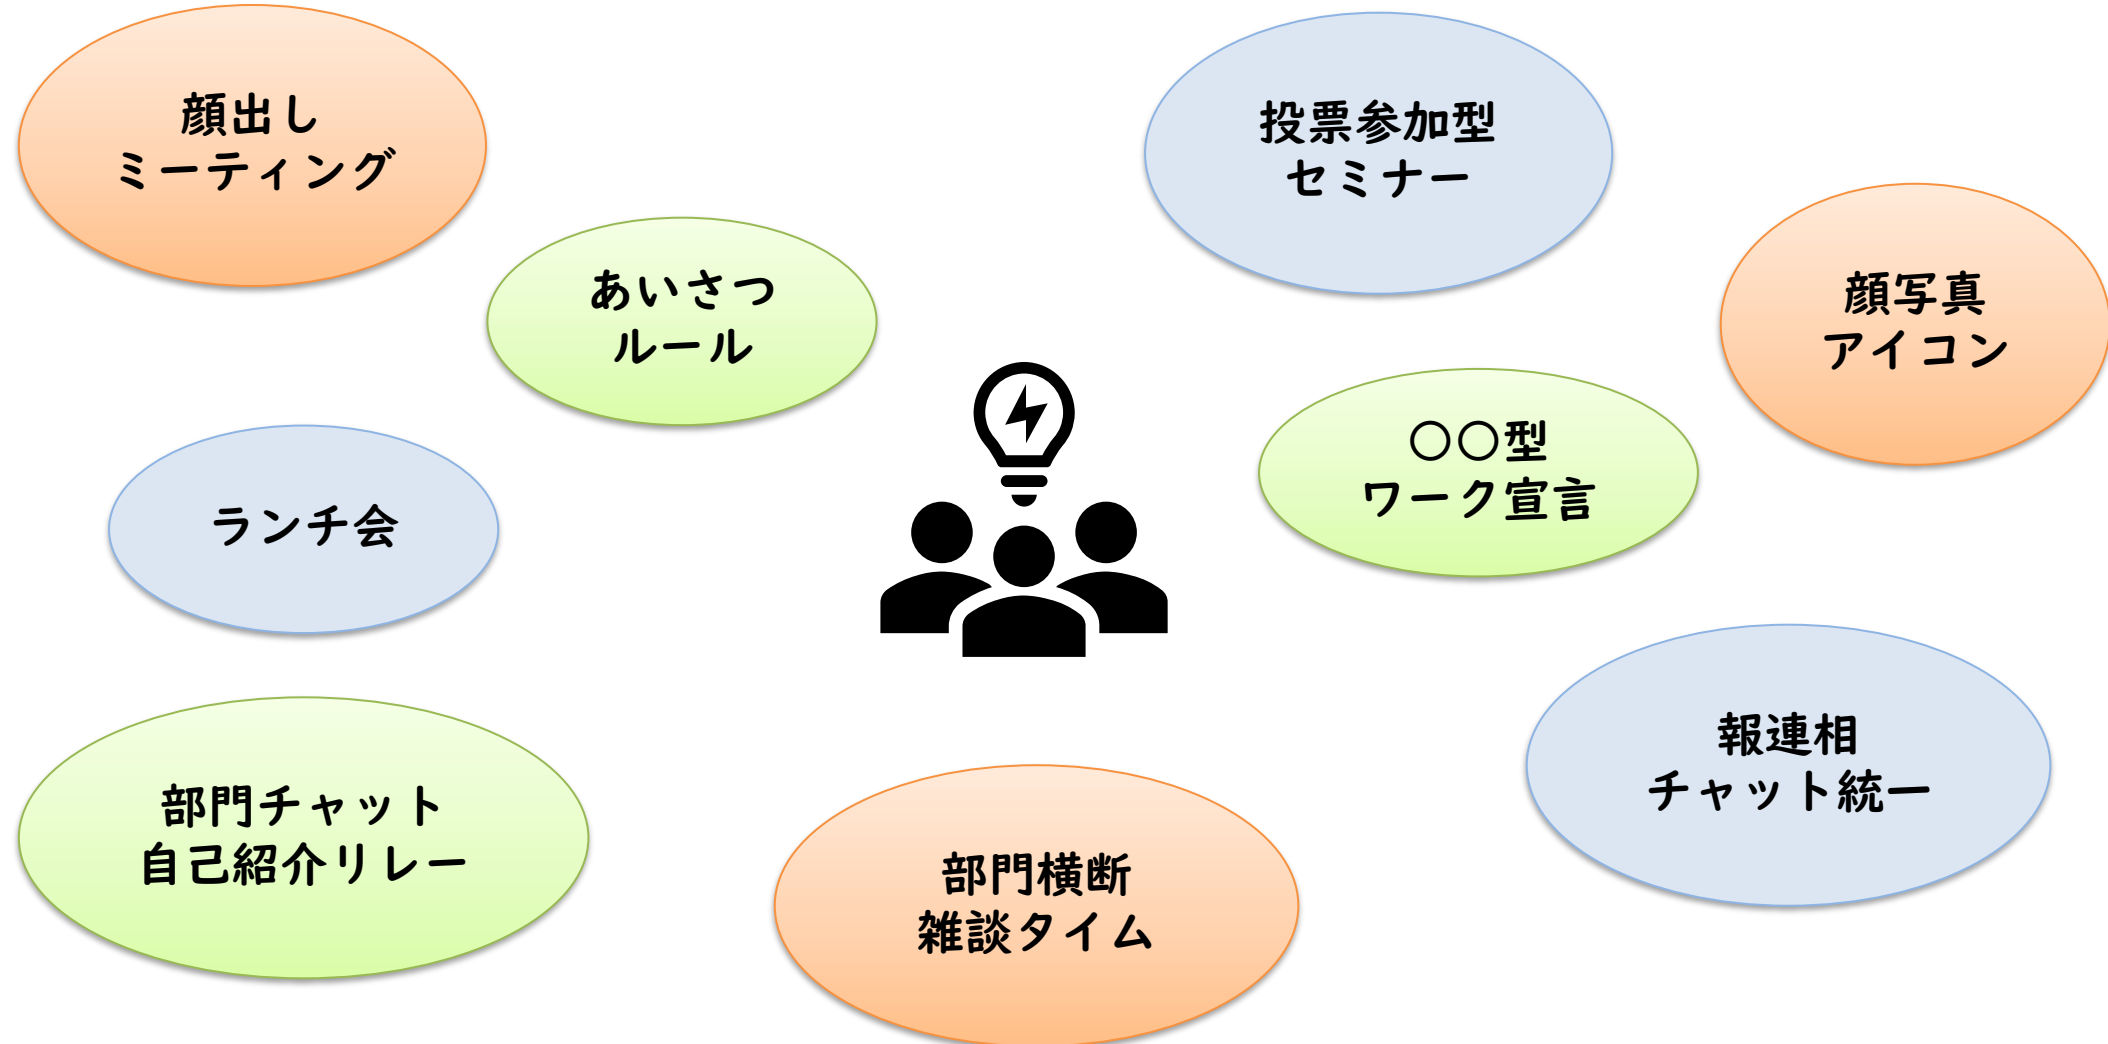 顔出し
ミーティング
投票参加型
セミナー
あいさつ
ルール
顔写真
アイコン
○○型
ワーク宣言
ランチ会
報連相
チャット統一
部門チャット
自己紹介リレー
部門横断
雑談タイム